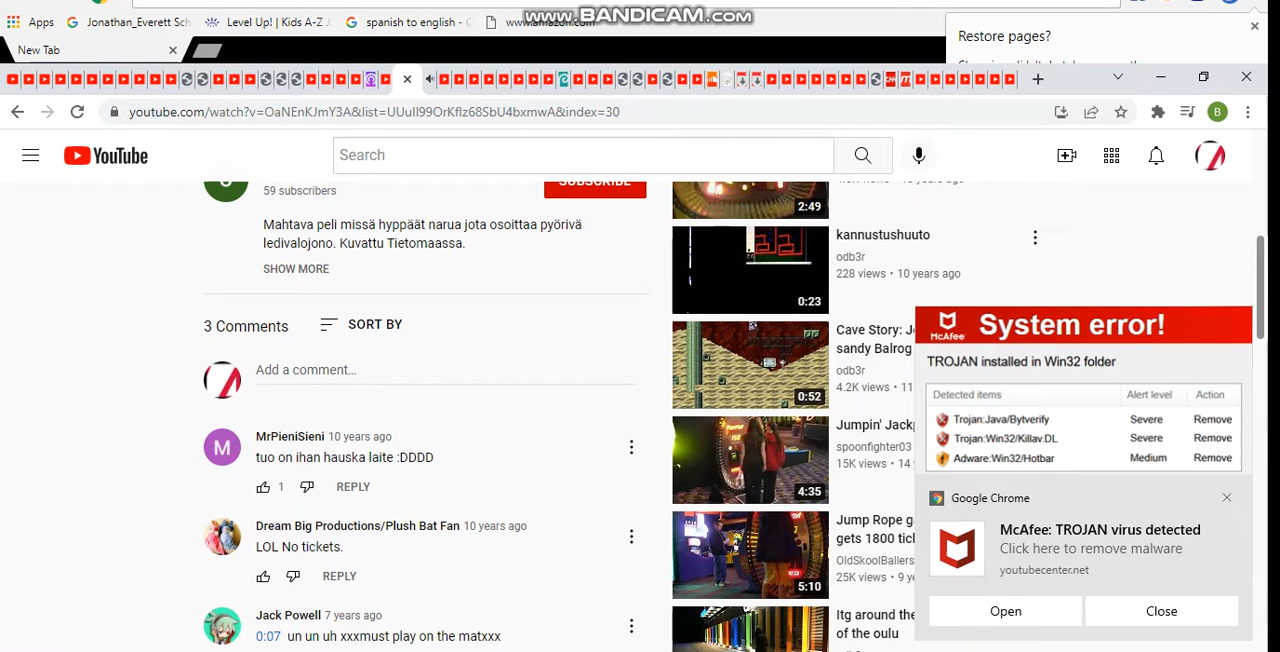 www.BANDICAM.com
Apps Jonathan_Everett Sch Level Up! | Kids A-Z J spanish to english - G www.amazon.com
Restore pages?
New Tab
youtube.com/watch?v=OaNEnKJmY3A&list=UUuII99OrKflz68SbU4bxmwA&index=30
B
YouTube
Search
59 subscribers
SUBSCRIBE
2:49
Mahtava peli missä hyppäät narua jota osoittaa pyörivä
ledivalojono. Kuvattu Tietomaassa.
SHOW MORE
kannustushuuto
odb3r
228 views • 10 years ago
0:23
3 Comments SORT BY
Add a comment...
Cave Story: J
sandy Balrog
odb3r
4.2K views • 11
0:52
M
MrPieniSieni 10 years ago
tuo on ihan hauska laite :DDDD
1 REPLY
Jumpin' Jack
spoonfighter03
15K views • 14
4:35
Dream Big Productions/Plush Bat Fan 10 years ago
LOL No tickets.
REPLY
Jump Rope g
gets 1800 tic
OldSkoolBallers
25K views • 9 ye
5:10
Jack Powell 7 years ago
0:07 un un uh xxxmust play on the matxxx
Itg around the
of the oulu
McAfee System error!
TROJAN installed in Win32 folder
Detected items Alert level Action
Trojan:Java/Bytverify Severe Remove
Trojan:Win32/Killav.DL Severe Remove
Adware:Win32/Hotbar Medium Remove
Google Chrome
McAfee: TROJAN virus detected
Click here to remove malware
youtubecenter.net
Open Close